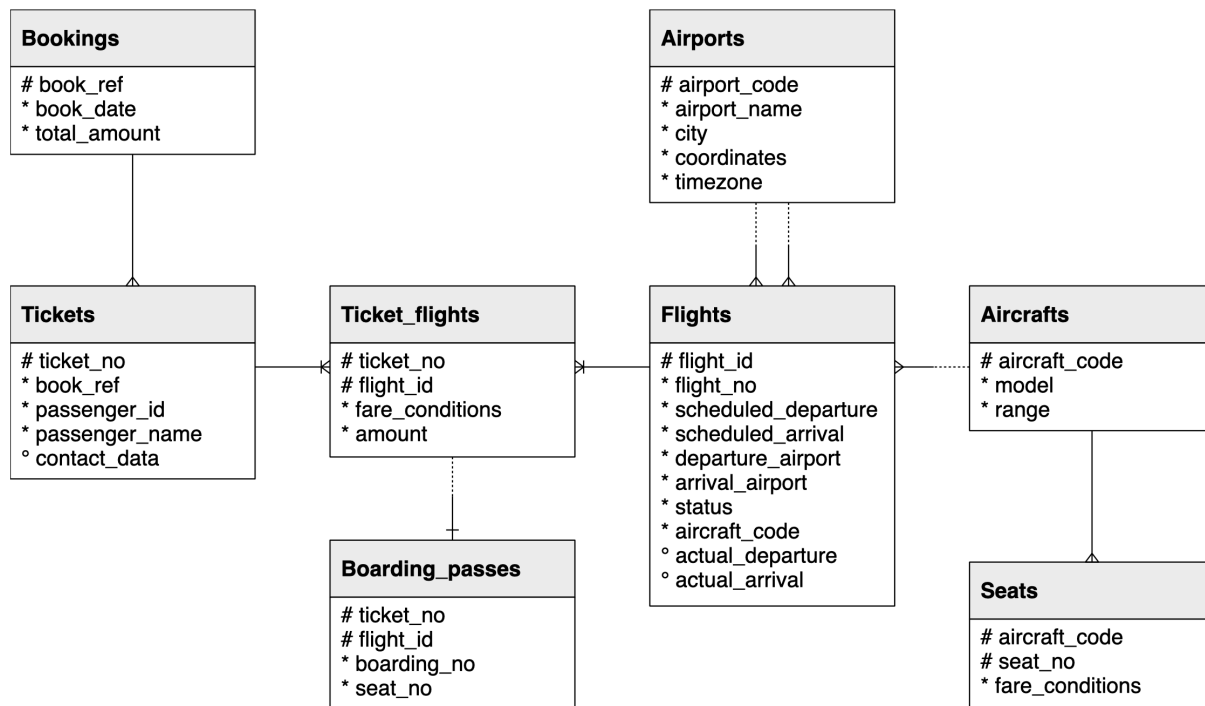 Bookings
# book_ref
* book_date
* total_amount
Airports
# airport_code
* airport_name
* city
* coordinates
* timezone
Tickets
# ticket_no
* book_ref
* passenger_id
* passenger_name
° contact_data
Ticket_flights
# ticket_no
# flight_id
* fare_conditions
* amount
Flights
# flight_id
* flight_no
* scheduled_departure
* scheduled_arrival
* departure_airport
* arrival_airport
* status
* aircraft_code
° actual_departure
° actual_arrival
Aircrafts
# aircraft_code
* model
* range
Boarding_passes
# ticket_no
# flight_id
* boarding_no
* seat_no
Seats
# aircraft_code
# seat_no
* fare_conditions